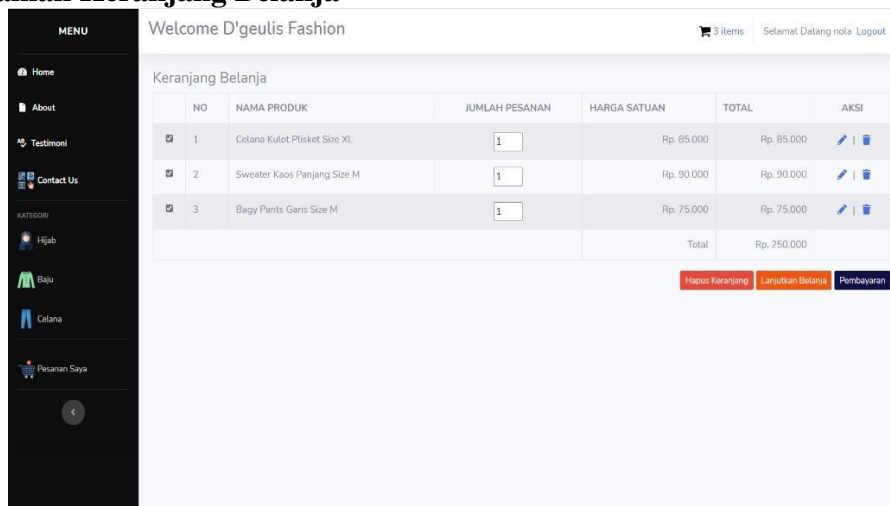 Keranjang Belanja
MENU
Welcome D'geulis Fashion
3 items Selamat Datang nola Logout
Home
About
Testimoni
Contact Us
KATEGORI
Hijab
Baju
Celana
Pesanan Saya
Keranjang Belanja
NO NAMA PRODUK JUMLAH PESANAN HARGA SATUAN TOTAL AKSI
1 Celana Kulot Plisket Size XL 1 Rp. 85.000 Rp. 85.000 |
2 Sweater Kaos Panjang Size M 1 Rp. 90.000 Rp. 90.000 |
3 Bagy Pants Garis Size M 1 Rp. 75.000 Rp. 75.000 |
Total Rp. 250.000
Hapus Keranjang Lanjutkan Belanja Pembayaran